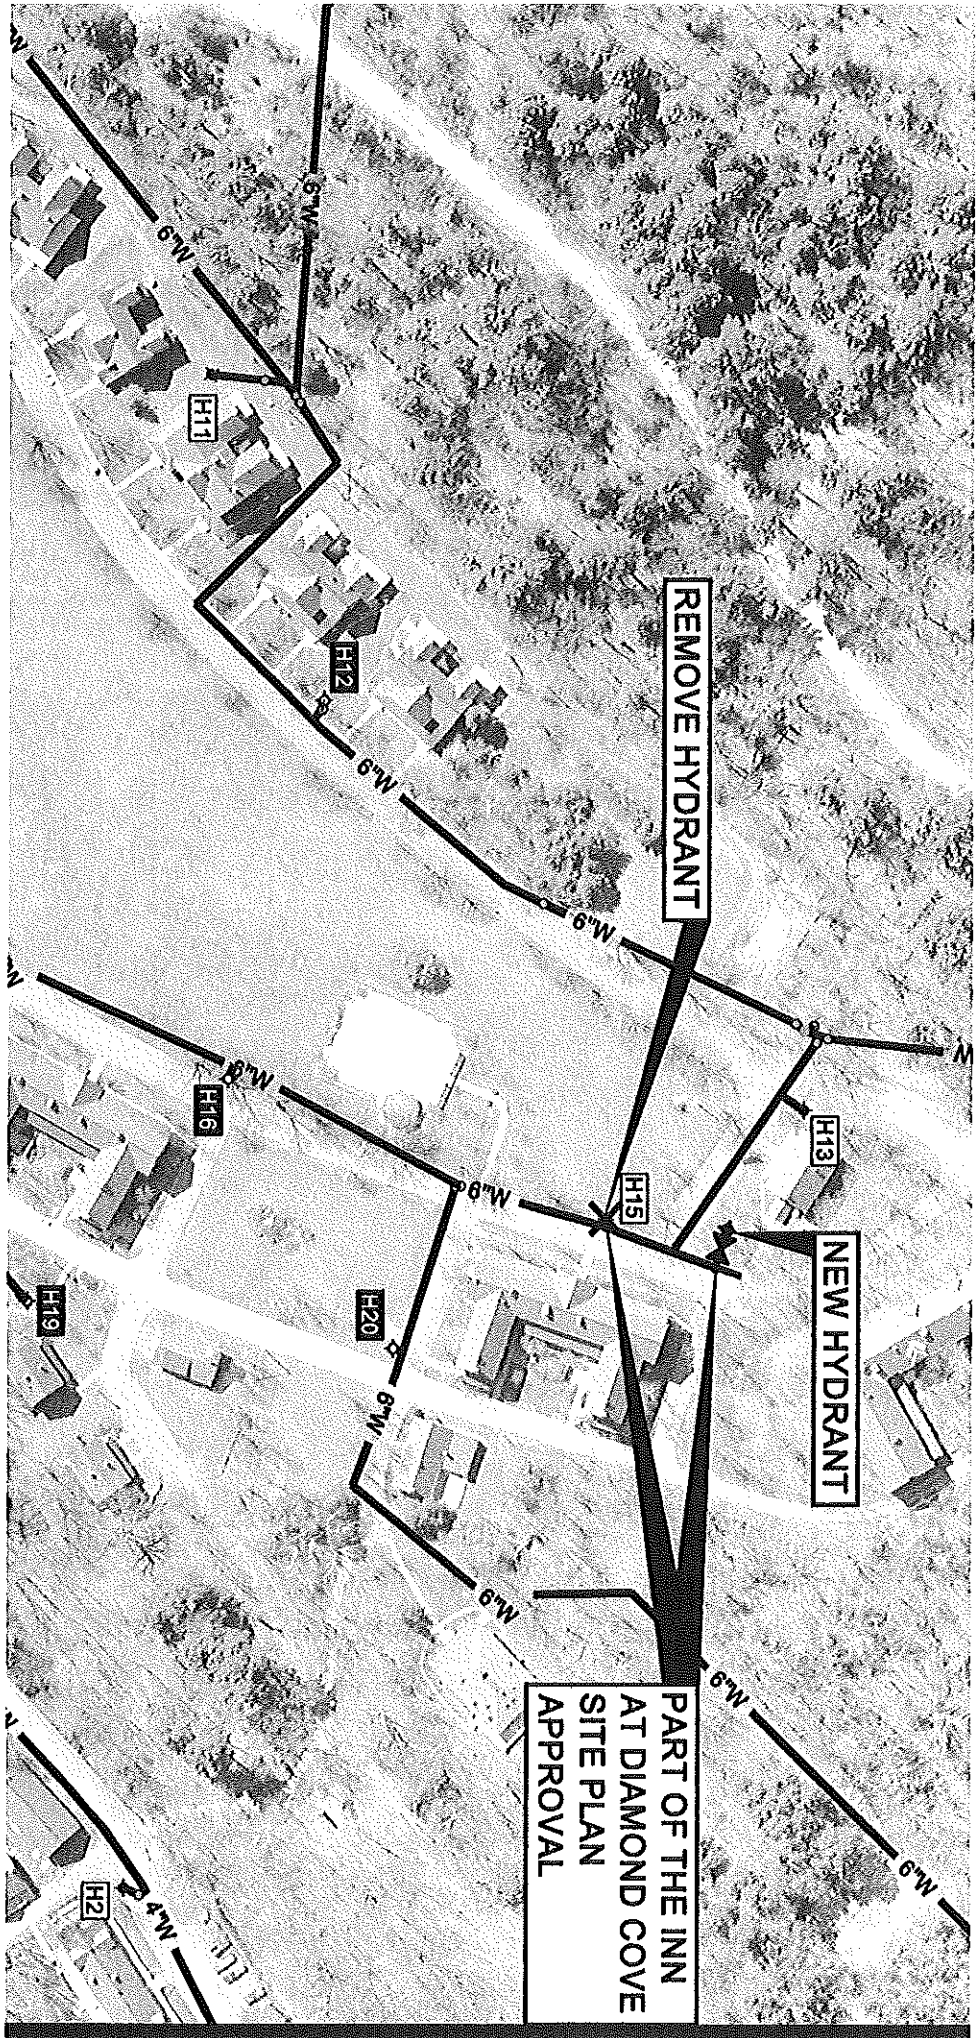 6"W
NEW HYDRANT
H13
6"W
REMOVE HYDRANT
PART OF THE INN
AT DIAMOND COVE
SITE PLAN
APPROVAL
H15
6"W
6"W
6"W
6"W
6"W
H20
H12
6"W
6"W
H16
H11
6"W
4"W
H2
H19